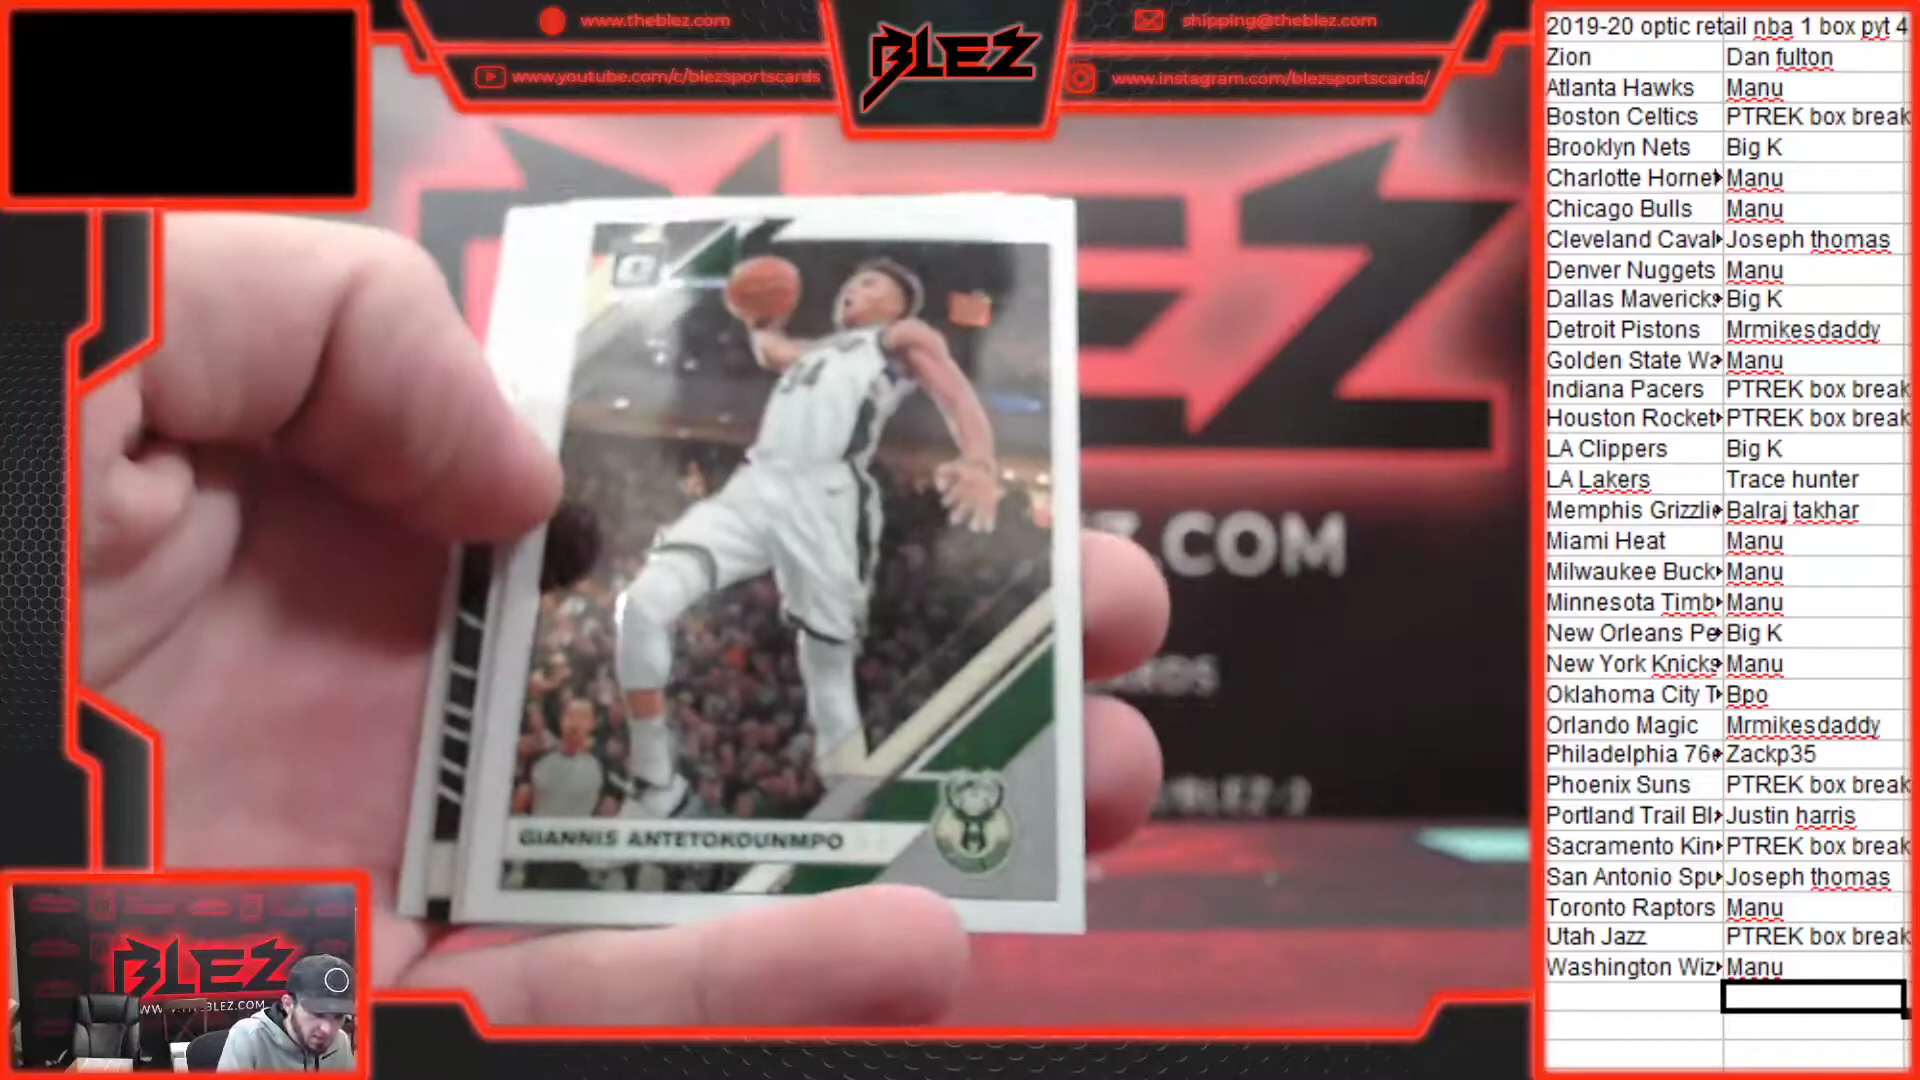 www.theblez.com
shipping@theblez.com
www.youtube.com/c/blezsportscards
www.instagram.com/blezsportscards/
BLEZ
34
GIANNIS ANTETOKOUNMPO
.COM
BLEZ
2019-20 optic retail nba 1 box pyt 4
Zion Dan fulton
Atlanta Hawks Manu
Boston Celtics PTREK box break
Brooklyn Nets Big K
Charlotte Hornet Manu
Chicago Bulls Manu
Cleveland Caval Joseph thomas
Denver Nuggets Manu
Dallas Mavericks Big K
Detroit Pistons Mrmikesdaddy
Golden State Wa Manu
Indiana Pacers PTREK box break
Houston Rocket PTREK box break
LA Clippers Big K
LA Lakers Trace hunter
Memphis Grizzlie Balraj takhar
Miami Heat Manu
Milwaukee Buck Manu
Minnesota Timb Manu
New Orleans Pe Big K
New York Knicks Manu
Oklahoma City T Bpo
Orlando Magic Mrmikesdaddy
Philadelphia 76 Zackp35
Phoenix Suns PTREK box break
Portland Trail Bl Justin harris
Sacramento Kin PTREK box break
San Antonio Spu Joseph thomas
Toronto Raptors Manu
Utah Jazz PTREK box break
Washington Wiz Manu